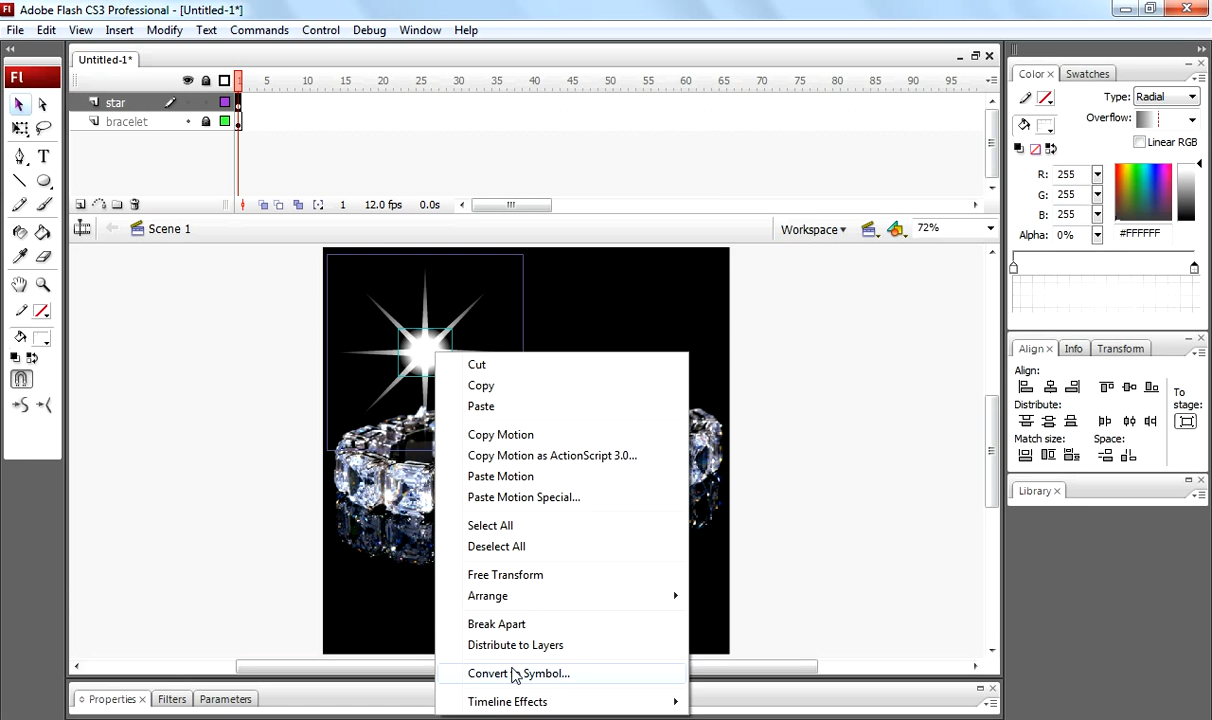 Fl Adobe Flash CS3 Professional - [Untitled-1*]
File Edit View Insert Modify Text Commands Control Debug Window Help
Untitled-1*
Fl
1 5 10 15 20 25 30 35 40 45 50 55 60 65 70 75 80 85 90 95
star
bracelet
1 12.0 fps 0.0s
Scene 1
Workspace
72%
Cut
Copy
Paste
Copy Motion
Copy Motion as ActionScript 3.0...
Paste Motion
Paste Motion Special...
Select All
Deselect All
Free Transform
Arrange
Break Apart
Distribute to Layers
Convert to Symbol...
Timeline Effects
Properties Filters Parameters
Color Swatches
Type: Radial
Overflow:
Linear RGB
R: 255
G: 255
B: 255
Alpha: 0% #FFFFFF
Align Info Transform
Align:
Distribute:
To stage:
Match size: Space:
Library